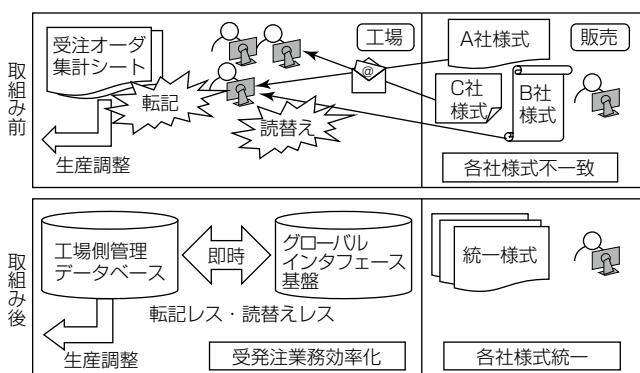 取組み前
受注オーダ
集計シート
転記
読替え
生産調整
工場
@
A社様式
C社
様式
B社
様式
販売
各社様式不一致
取組み後
工場側管理
データベース
即時
グローバル
インタフェース
基盤
転記レス・読替えレス
生産調整
受発注業務効率化
統一様式
各社様式統一